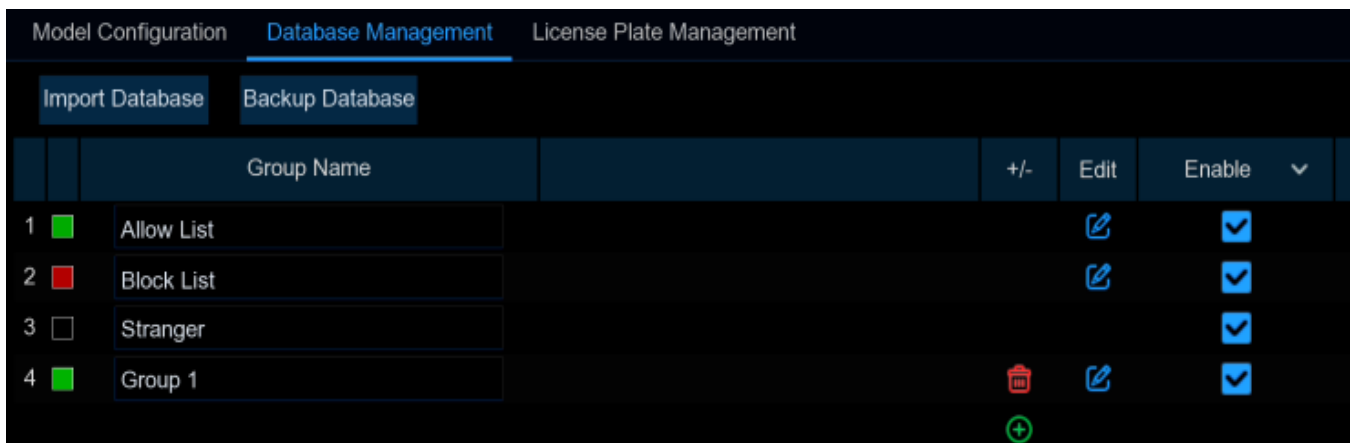 Model Configuration Database Management License Plate Management
Import Database Backup Database
Group Name +/- Edit Enable
1 Allow List
2 Block List
3 Stranger
4 Group 1